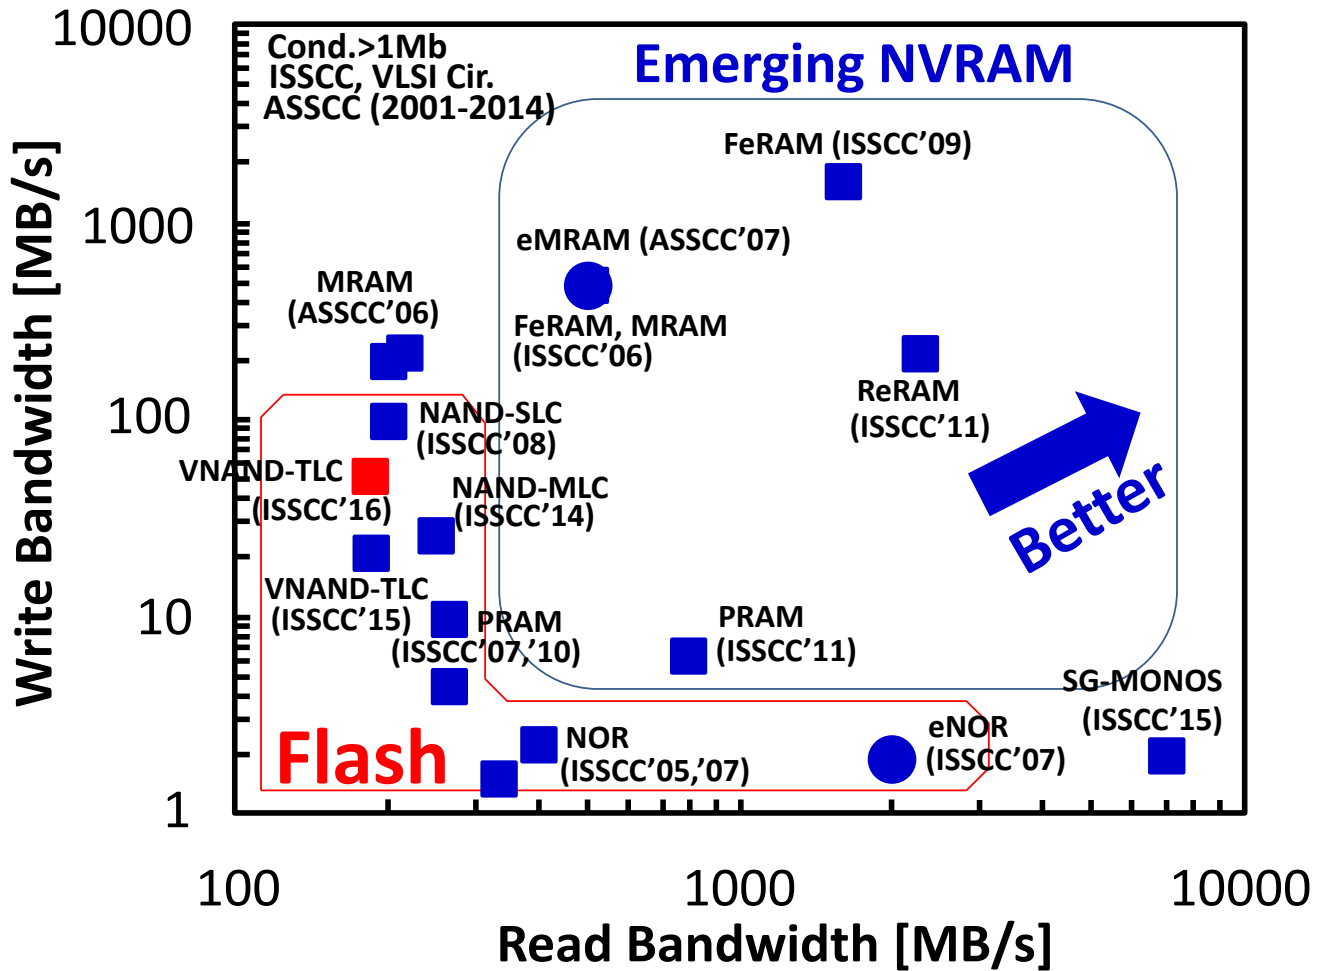 10000
1000
100
10
1
Write Bandwidth [MB/s]
Cond.>1Mb
ISSCC, VLSI Cir.
ASSCC (2001-2014)
Emerging NVRAM
FeRAM (ISSCC’09)
eMRAM (ASSCC’07)
MRAM
(ASSCC’06)
FeRAM, MRAM
(ISSCC’06)
ReRAM
(ISSCC’11)
NAND-SLC
(ISSCC’08)
VNAND-TLC
(ISSCC’16)
NAND-MLC
(ISSCC’14)
Better
VNAND-TLC
(ISSCC’15)
PRAM
(ISSCC’07,’10)
PRAM
(ISSCC’11)
SG-MONOS
(ISSCC’15)
Flash
NOR
(ISSCC’05,’07)
eNOR
(ISSCC’07)
100
1000
10000
Read Bandwidth [MB/s]